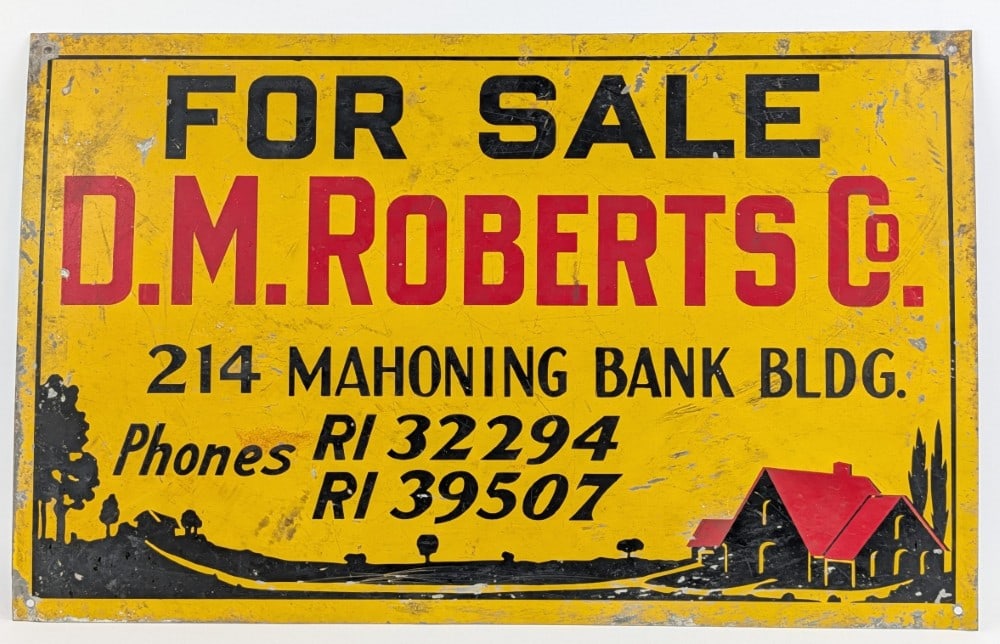 FOR SALE
D.M. ROBERTS Co.
214 MAHONING BANK BLDG.
Phones RI 32294
RI 39507